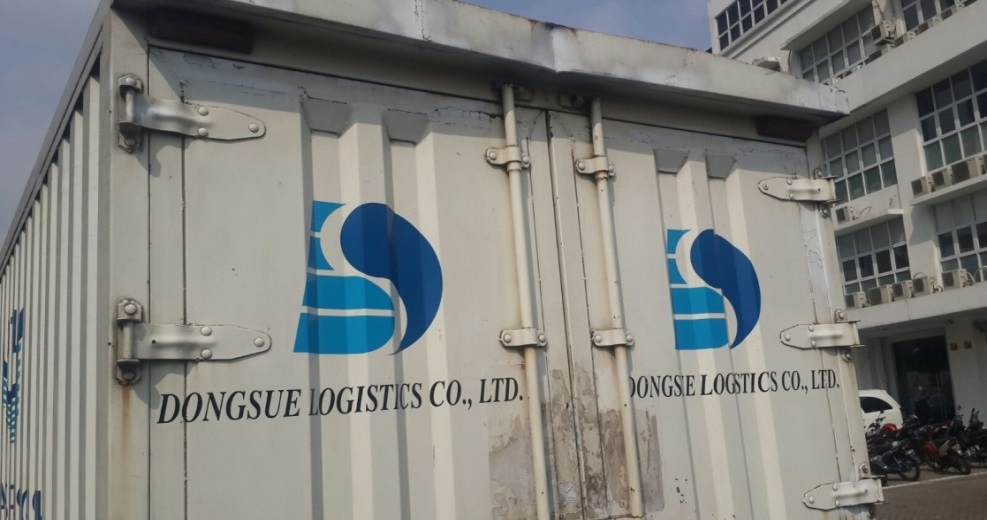 DONGSUE LOGISTICS CO., LTD.
DONGSE LOGSTICS CO., LTD.